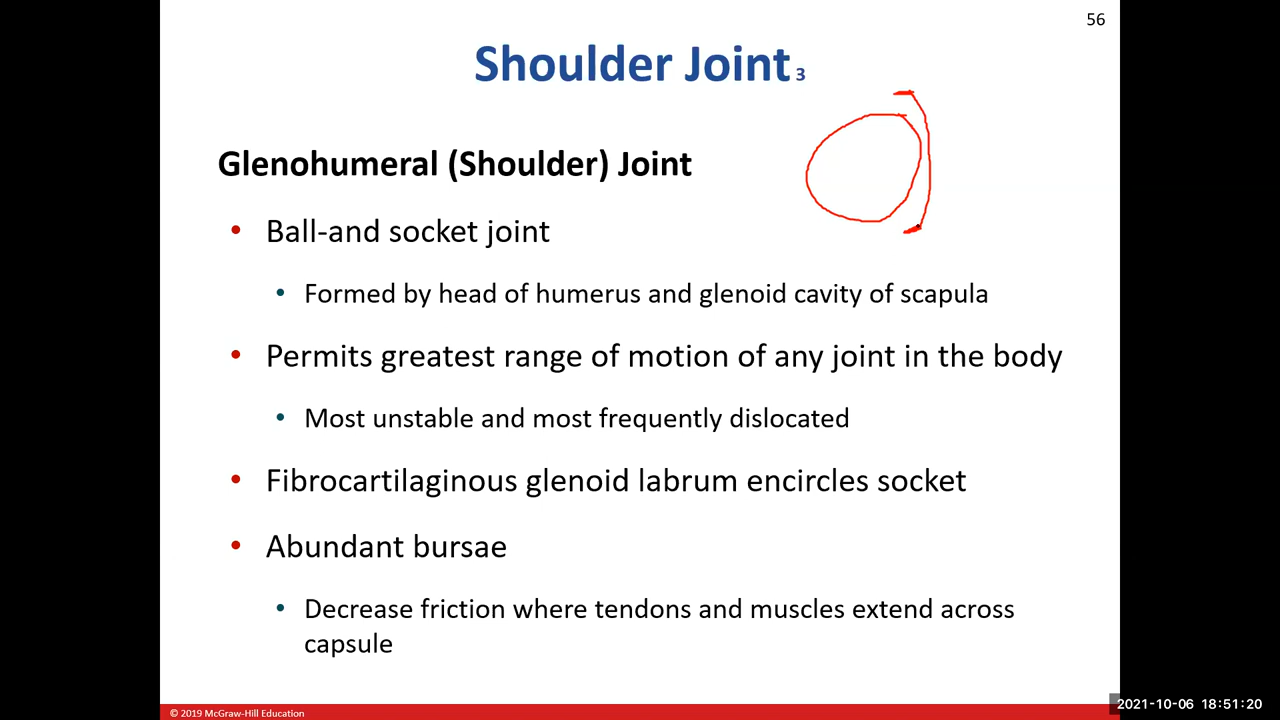 56
Shoulder Joint 3
Glenohumeral (Shoulder) Joint
• Ball-and socket joint
• Formed by head of humerus and glenoid cavity of scapula
• Permits greatest range of motion of any joint in the body
• Most unstable and most frequently dislocated
• Fibrocartilaginous glenoid labrum encircles socket
• Abundant bursae
• Decrease friction where tendons and muscles extend across
capsule
© 2019 McGraw-Hill Education
2021-10-06 18:51:20